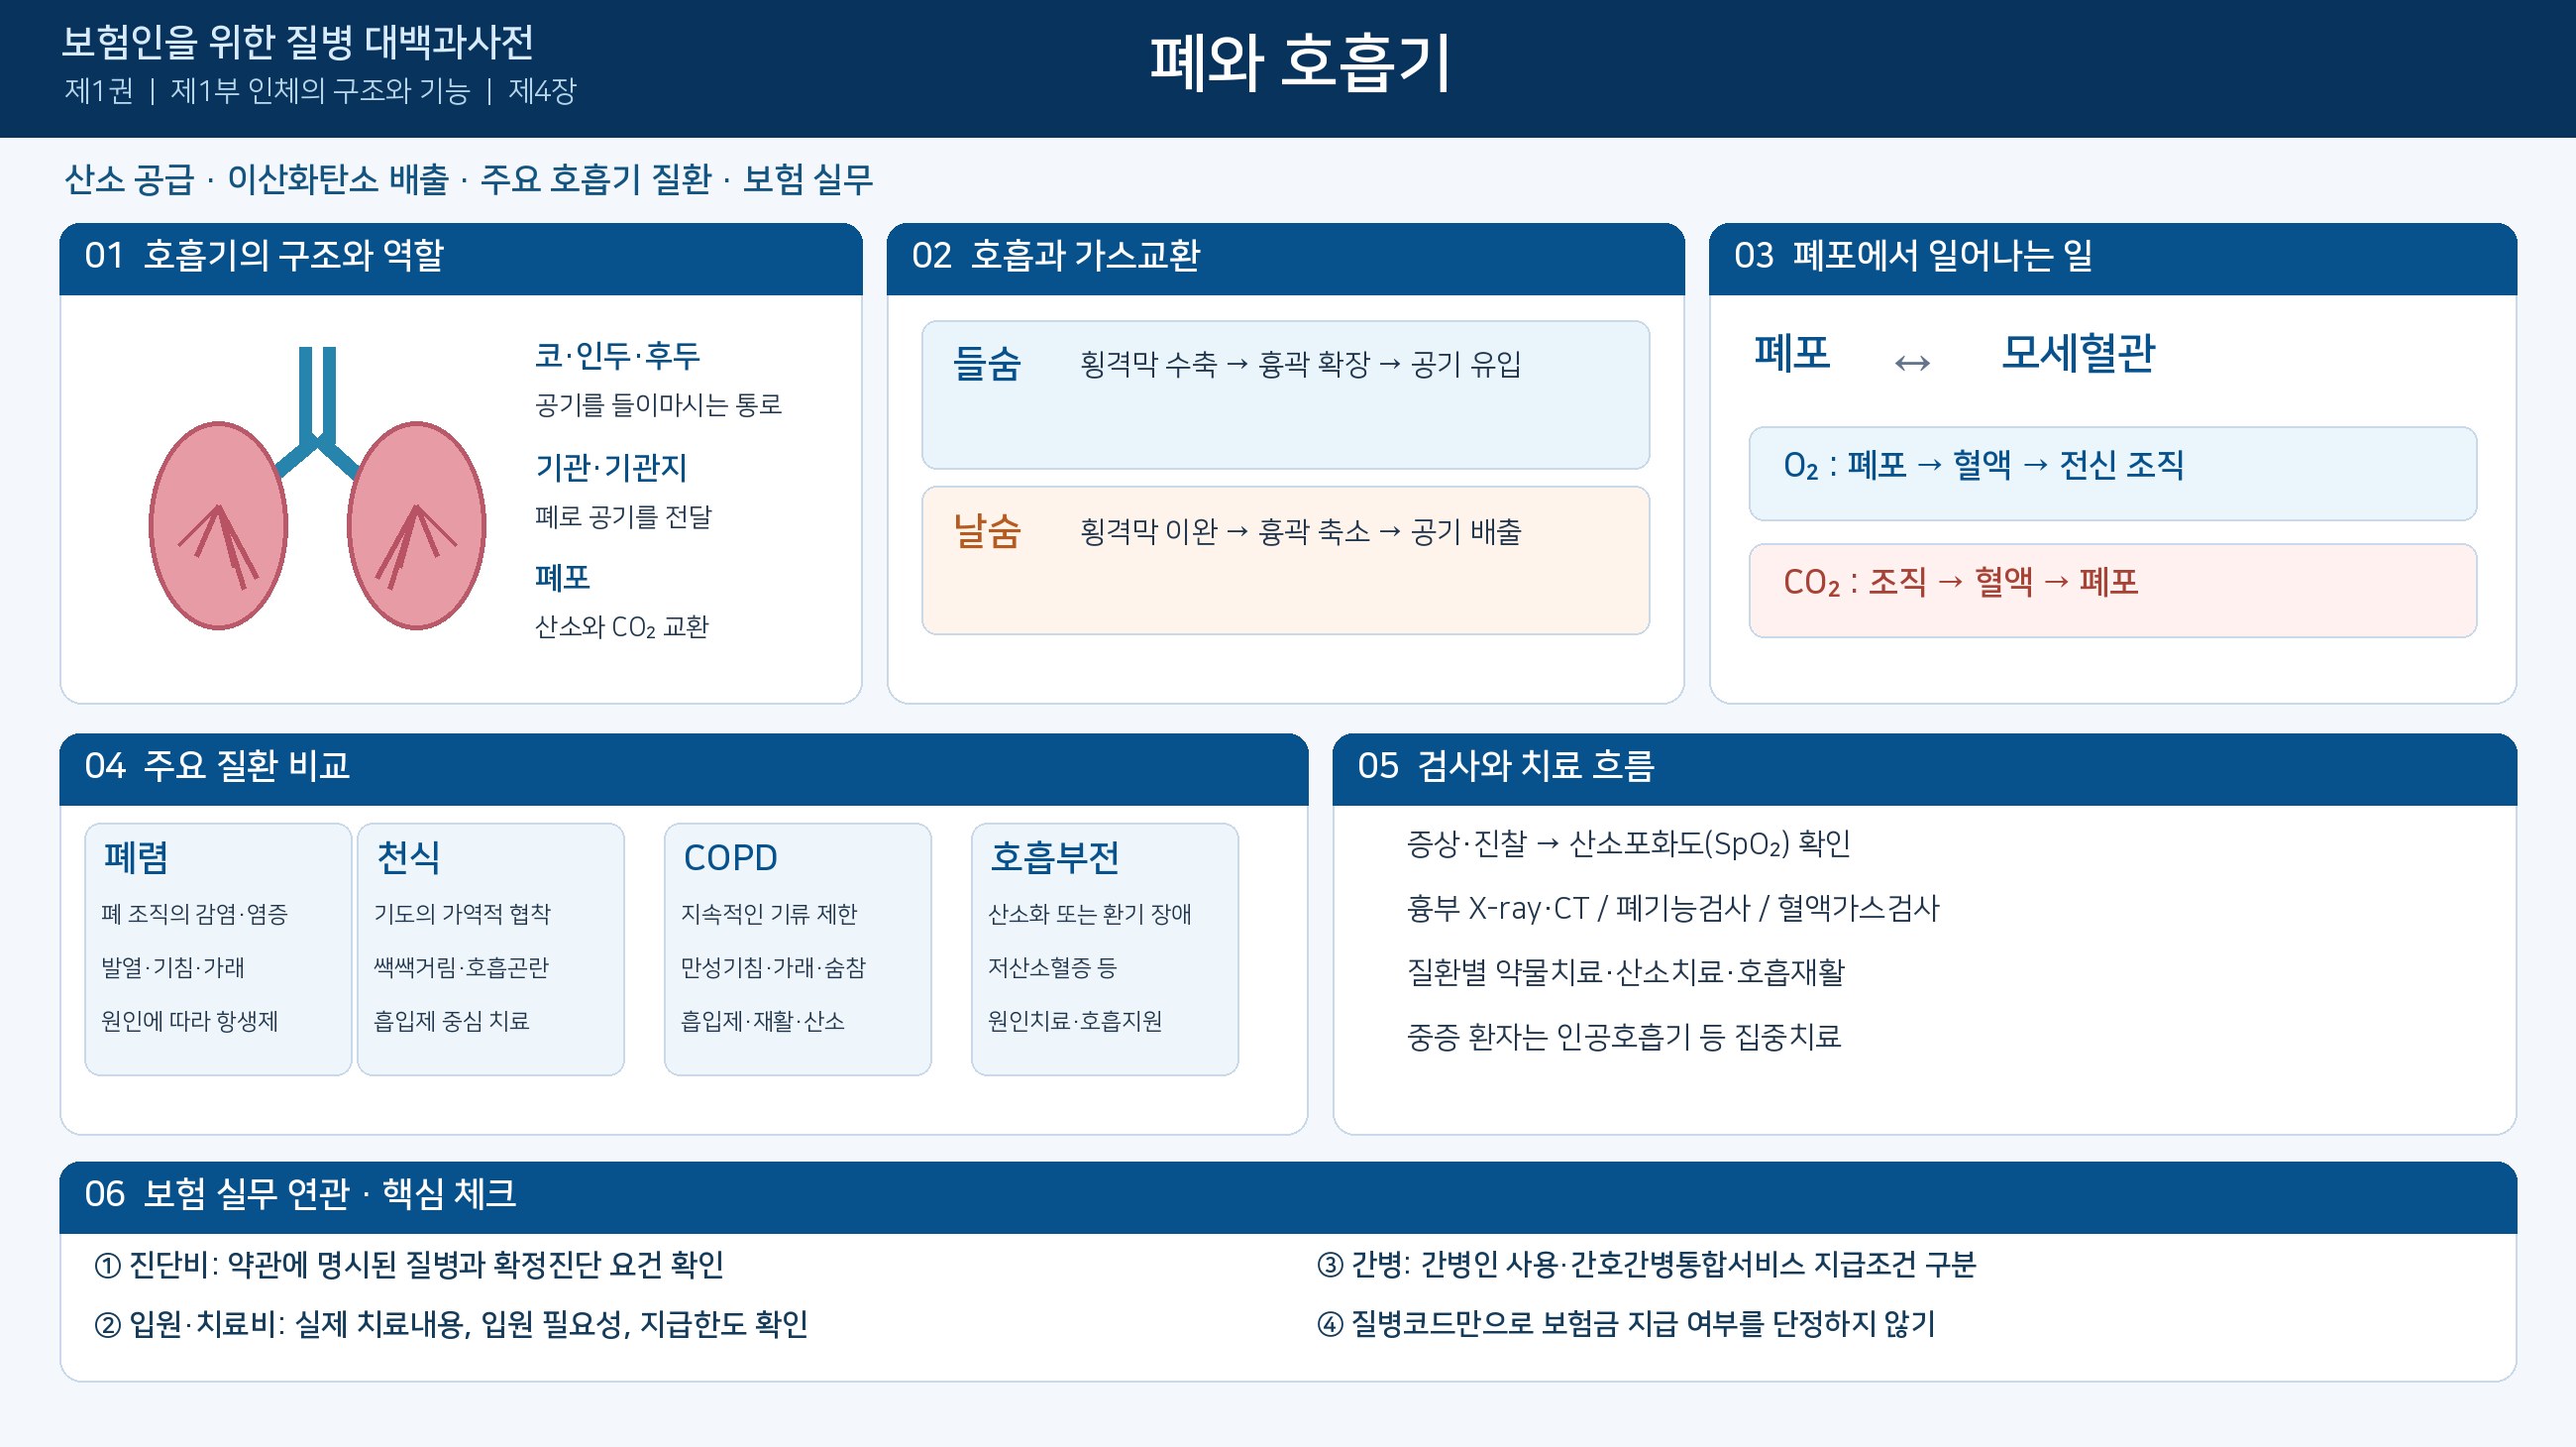 보험인을 위한 질병 대백과사전
제1권 | 제1부 인체의 구조와 기능 | 제4장
폐와 호흡기
산소 공급 · 이산화탄소 배출 · 주요 호흡기 질환 · 보험 실무
01 호흡기의 구조와 역할
코·인두·후두
공기를 들이마시는 통로
기관·기관지
폐로 공기를 전달
폐포
산소와 CO₂ 교환
02 호흡과 가스교환
들숨 횡격막 수축 → 흉곽 확장 → 공기 유입
날숨 횡격막 이완 → 흉곽 축소 → 공기 배출
03 폐포에서 일어나는 일
폐포 ↔ 모세혈관
O₂ : 폐포 → 혈액 → 전신 조직
CO₂ : 조직 → 혈액 → 폐포
04 주요 질환 비교
폐렴
폐 조직의 감염·염증
발열·기침·가래
원인에 따라 항생제
천식
기도의 가역적 협착
쌕쌕거림·호흡곤란
흡입제 중심 치료
COPD
지속적인 기류 제한
만성기침·가래·숨참
흡입제·재활·산소
호흡부전
산소화 또는 환기 장애
저산소혈증 등
원인치료·호흡지원
05 검사와 치료 흐름
증상·진찰 → 산소포화도(SpO₂) 확인
흉부 X-ray·CT / 폐기능검사 / 혈액가스검사
질환별 약물치료·산소치료·호흡재활
중증 환자는 인공호흡기 등 집중치료
06 보험 실무 연관 · 핵심 체크
① 진단비: 약관에 명시된 질병과 확정진단 요건 확인
② 입원·치료비: 실제 치료내용, 입원 필요성, 지급한도 확인
③ 간병: 간병인 사용·간호간병통합서비스 지급조건 구분
④ 질병코드만으로 보험금 지급 여부를 단정하지 않기